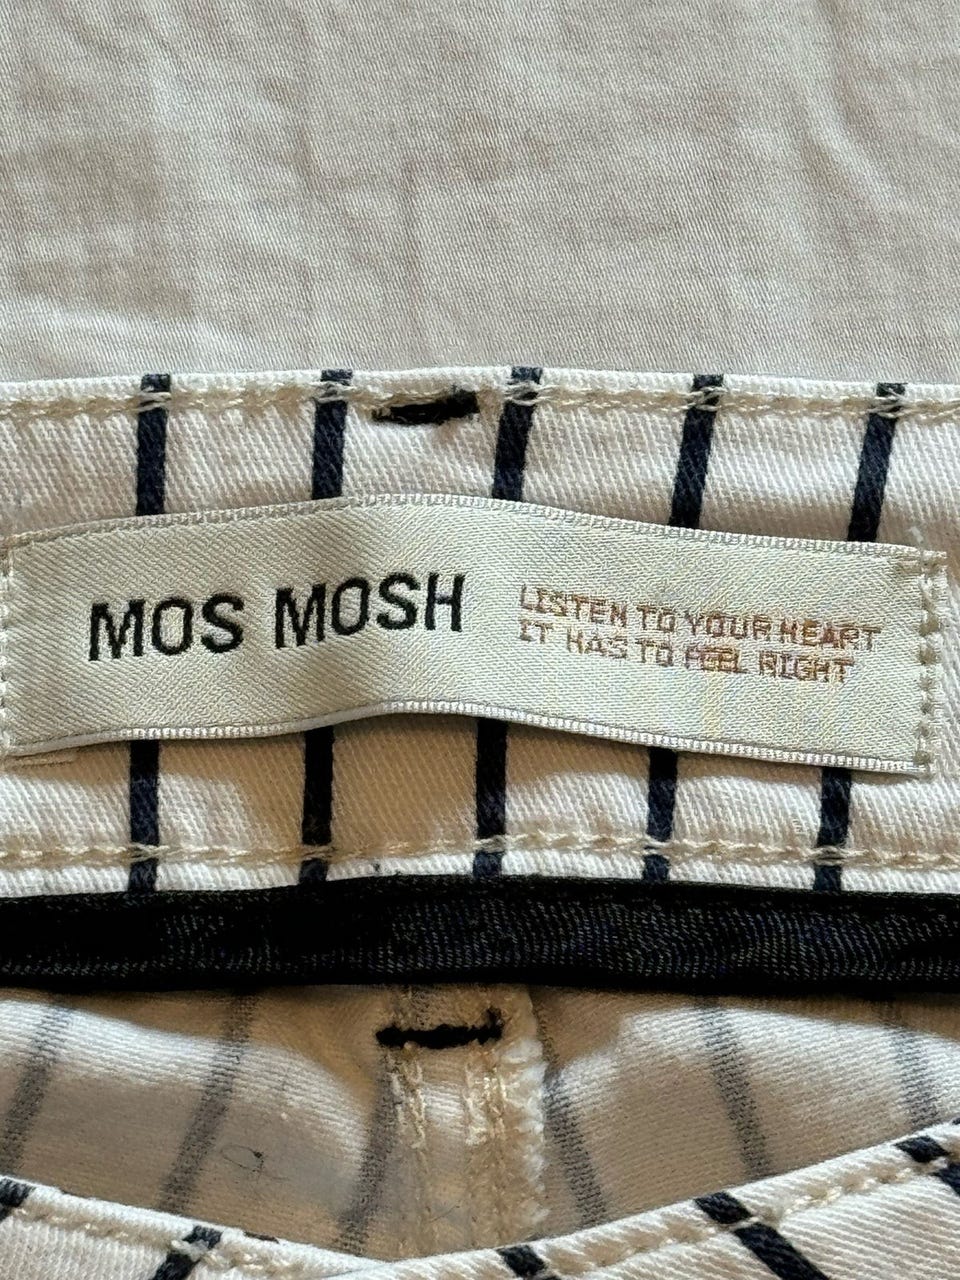 MOS MOSH
LISTEN TO YOUR HEART
IT HAS TO FEEL RIGHT